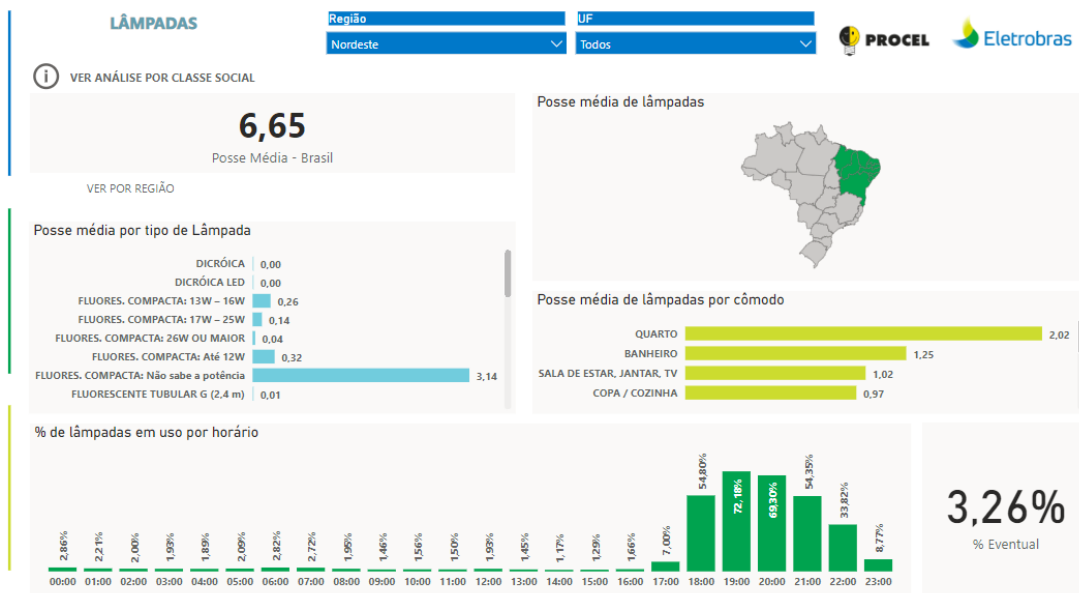 LÂMPADAS
Região
UF
Nordeste
Todos
PROCEL
Eletrobras
i VER ANÁLISE POR CLASSE SOCIAL
6,65
Posse Média - Brasil
VER POR REGIÃO
Posse média de lâmpadas
Posse média por tipo de Lâmpada
DICRÓICA 0,00
DICRÓICA LED 0,00
FLUORES. COMPACTA: 13W – 16W 0,26
FLUORES. COMPACTA: 17W – 25W 0,14
FLUORES. COMPACTA: 26W OU MAIOR 0,04
FLUORES. COMPACTA: Até 12W 0,32
FLUORES. COMPACTA: Não sabe a potência 3,14
FLUORESCENTE TUBULAR G (2,4 m) 0,01
Posse média de lâmpadas por cômodo
QUARTO 2,02
BANHEIRO 1,25
SALA DE ESTAR, JANTAR, TV 1,02
COPA / COZINHA 0,97
% de lâmpadas em uso por horário
2,86% 2,21% 2,00% 1,93% 1,89% 2,09% 2,82% 2,72% 1,95% 1,46% 1,56% 1,50% 1,93% 1,45% 1,17% 1,29% 1,66% 7,00% 54,80% 72,18% 69,30% 54,35% 33,82% 8,77%
00:00 01:00 02:00 03:00 04:00 05:00 06:00 07:00 08:00 09:00 10:00 11:00 12:00 13:00 14:00 15:00 16:00 17:00 18:00 19:00 20:00 21:00 22:00 23:00
3,26%
% Eventual